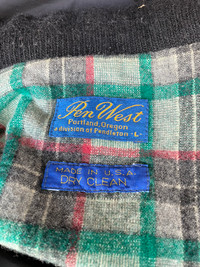 Pen West
Portland, Oregon
a division of Pendleton -L-
MADE IN U.S.A.
DRY CLEAN